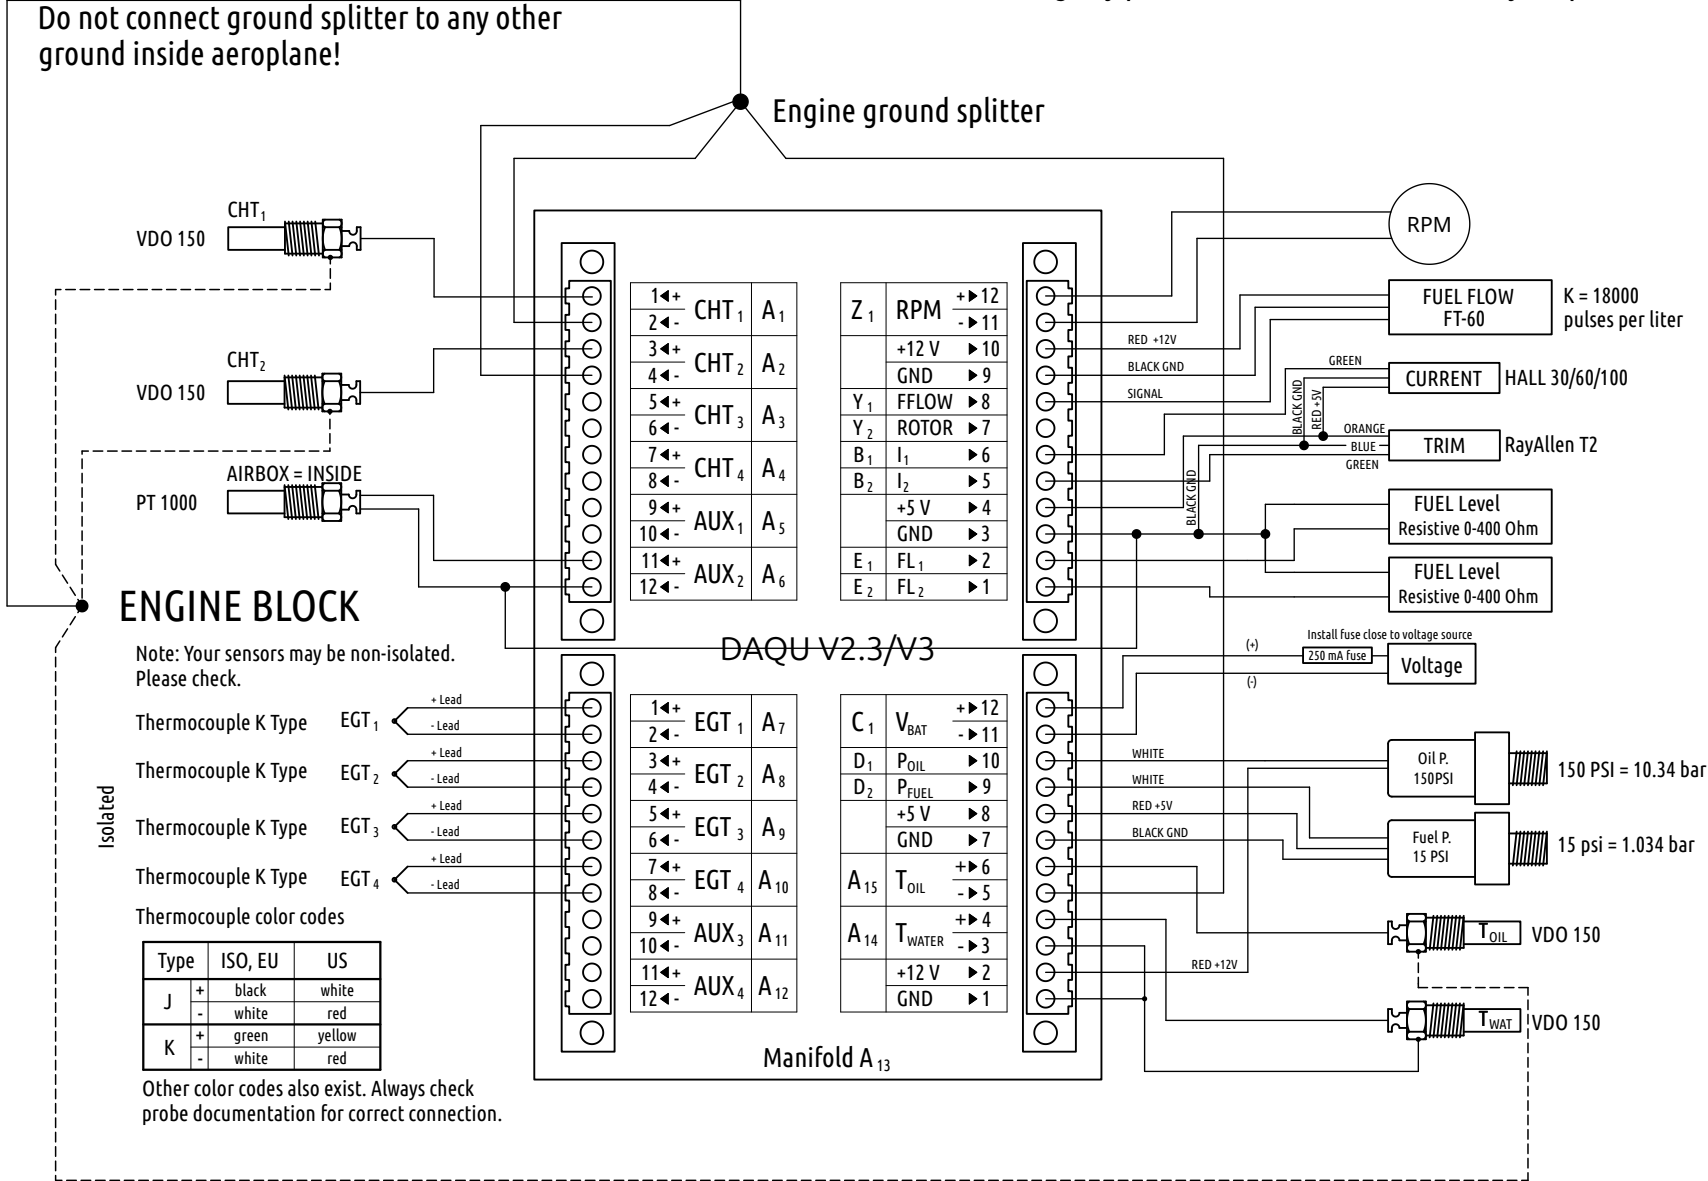 Do not connect ground splitter to any other
ground inside aeroplane!
Engine ground splitter
CHT1
VDO 150
CHT2
VDO 150
AIRBOX = INSIDE
PT 1000
ENGINE BLOCK
Note: Your sensors may be non-isolated.
Please check.
Isolated
Thermocouple K Type EGT1 + Lead - Lead
Thermocouple K Type EGT2 + Lead - Lead
Thermocouple K Type EGT3 + Lead - Lead
Thermocouple K Type EGT4 + Lead - Lead
Thermocouple color codes
Type ISO, EU US
J + black white
- white red
K + green yellow
- white red
Other color codes also exist. Always check
probe documentation for correct connection.
1◀+ CHT1 A1
2◀-
3◀+ CHT2 A2
4◀-
5◀+ CHT3 A3
6◀-
7◀+ CHT4 A4
8◀-
9◀+ AUX1 A5
10◀-
11◀+ AUX2 A6
12◀-
Z1 RPM +▶12
-▶11
+12 V ▶10
GND ▶9
Y1 FFLOW ▶8
Y2 ROTOR ▶7
B1 I1 ▶6
B2 I2 ▶5
+5 V ▶4
GND ▶3
E1 FL1 ▶2
E2 FL2 ▶1
DAQU V2.3/V3
1◀+ EGT1 A7
2◀-
3◀+ EGT2 A8
4◀-
5◀+ EGT3 A9
6◀-
7◀+ EGT4 A10
8◀-
9◀+ AUX3 A11
10◀-
11◀+ AUX4 A12
12◀-
C1 VBAT +▶12
-▶11
D1 POIL ▶10
D2 PFUEL ▶9
+5 V ▶8
GND ▶7
A15 TOIL +▶6
-▶5
A14 TWATER +▶4
-▶3
+12 V ▶2
GND ▶1
Manifold A13
RPM
RED +12V
BLACK GND
SIGNAL
FUEL FLOW
FT-60
K = 18000
pulses per liter
GREEN
BLACK GND
RED +5V
CURRENT HALL 30/60/100
ORANGE
BLUE
GREEN
TRIM RayAllen T2
BLACK GND
FUEL Level
Resistive 0-400 Ohm
FUEL Level
Resistive 0-400 Ohm
Install fuse close to voltage source
(+) 250 mA fuse Voltage
(-)
WHITE
WHITE
RED +5V
BLACK GND
Oil P.
150PSI
150 PSI = 10.34 bar
Fuel P.
15 PSI
15 psi = 1.034 bar
TOIL VDO 150
RED +12V
TWAT VDO 150